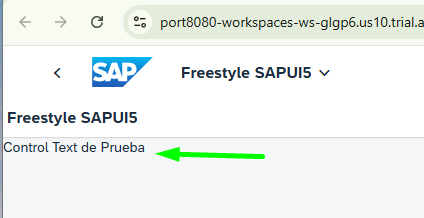 port8080-workspaces-ws-glgp6.us10.trial.a
SAP
Freestyle SAPUI5
Freestyle SAPUI5
Control Text de Prueba